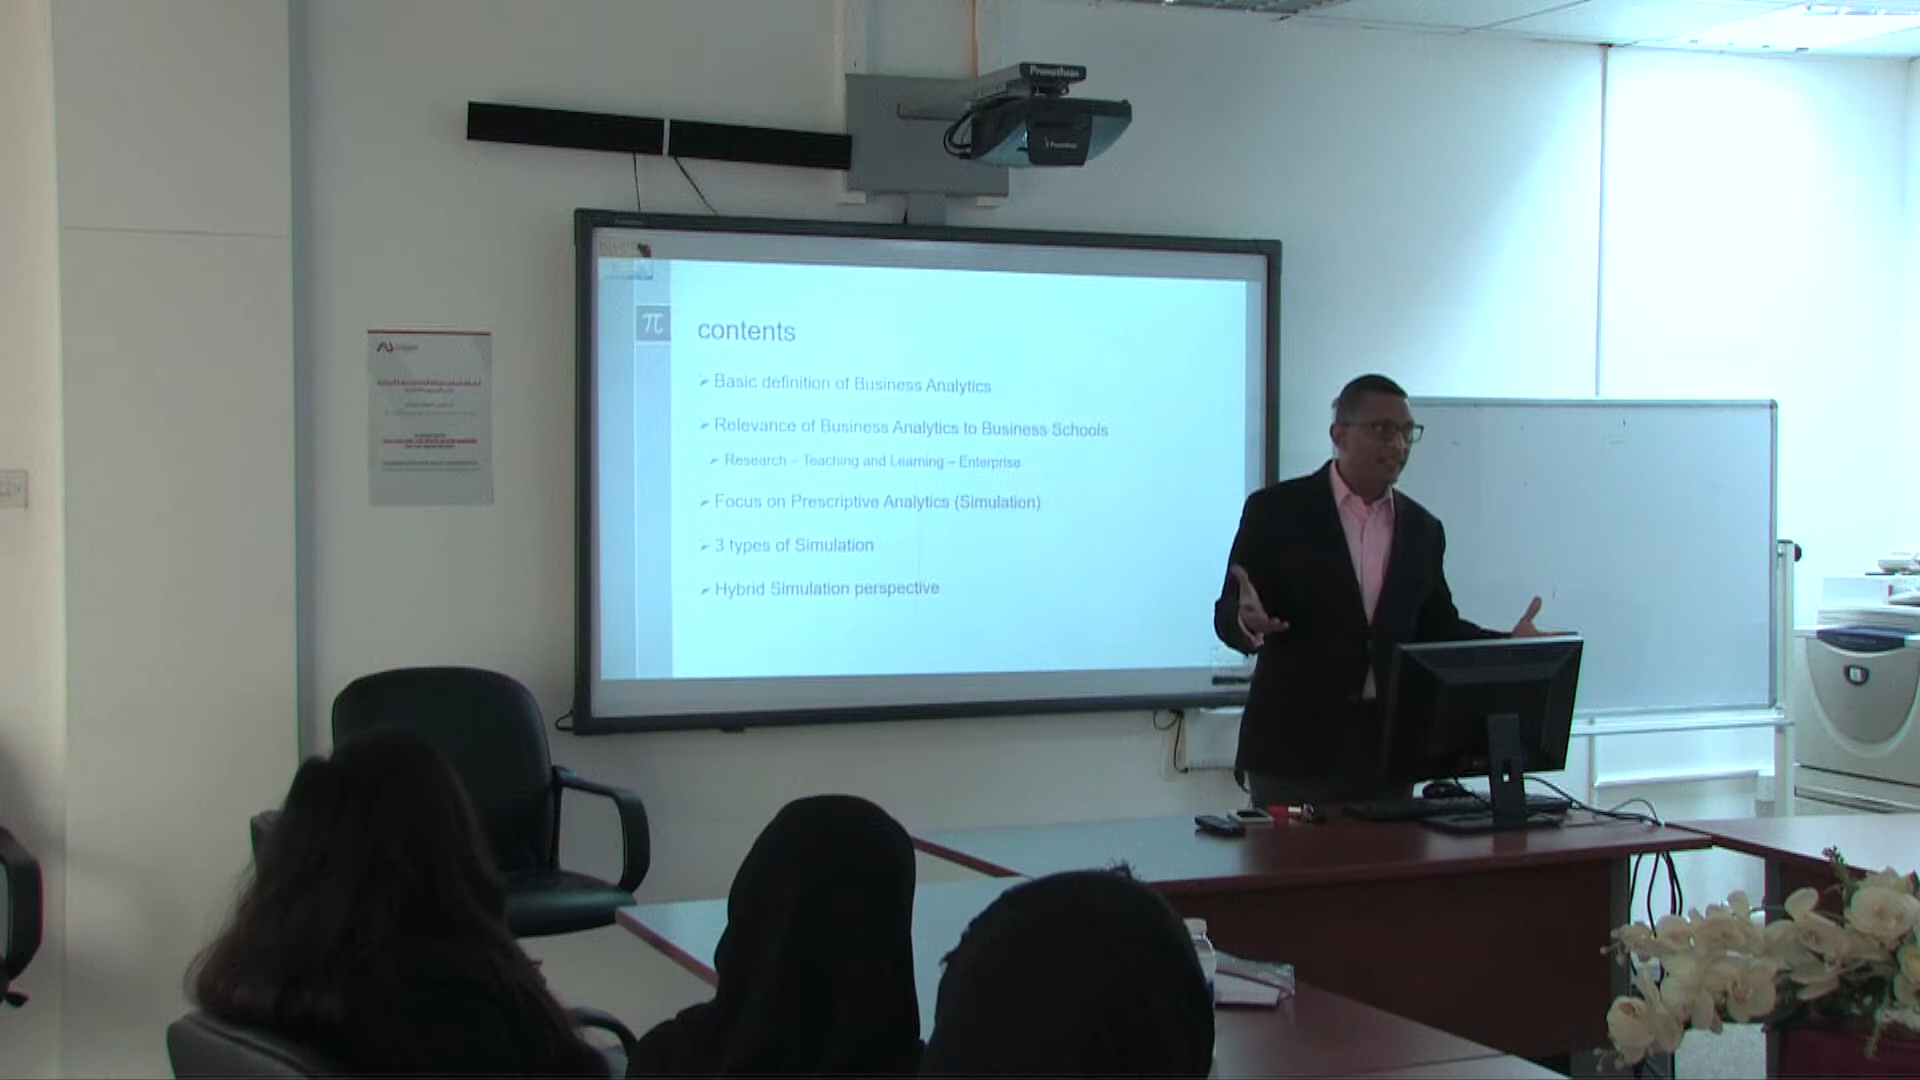 Promethean
Promethean
π
contents
➢ Basic definition of Business Analytics
➢ Relevance of Business Analytics to Business Schools
➢ Research – Teaching and Learning – Enterprise
➢ Focus on Prescriptive Analytics (Simulation)
➢ 3 types of Simulation
➢ Hybrid Simulation perspective